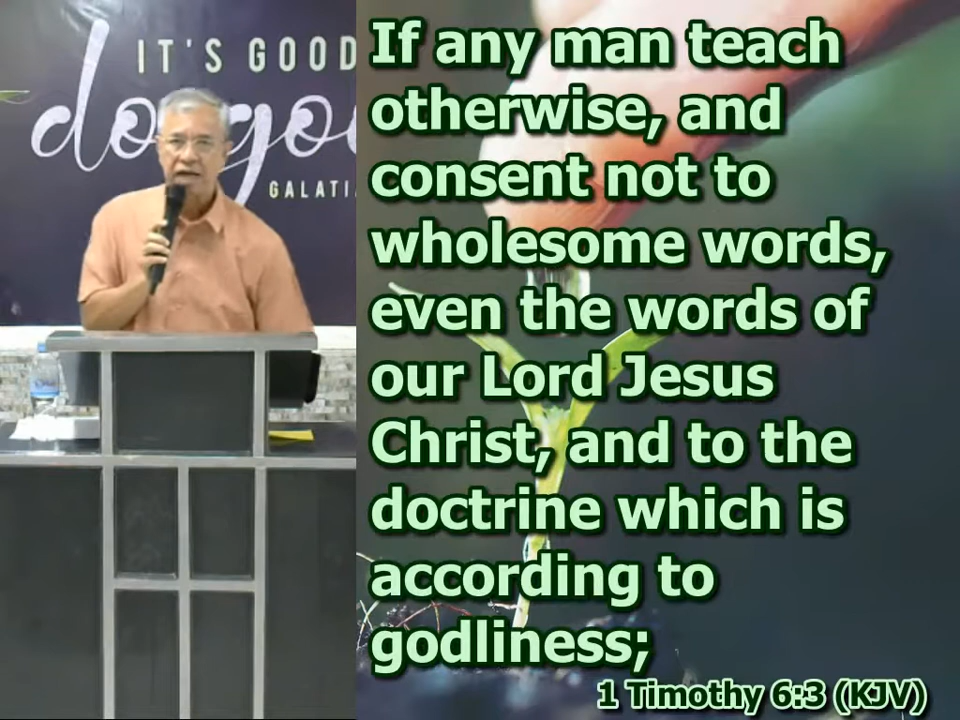 IT'S GOOD
do
GALATI
If any man teach
otherwise, and
consent not to
wholesome words,
even the words of
our Lord Jesus
Christ, and to the
doctrine which is
according to
godliness;
1 Timothy 6:3 (KJV)